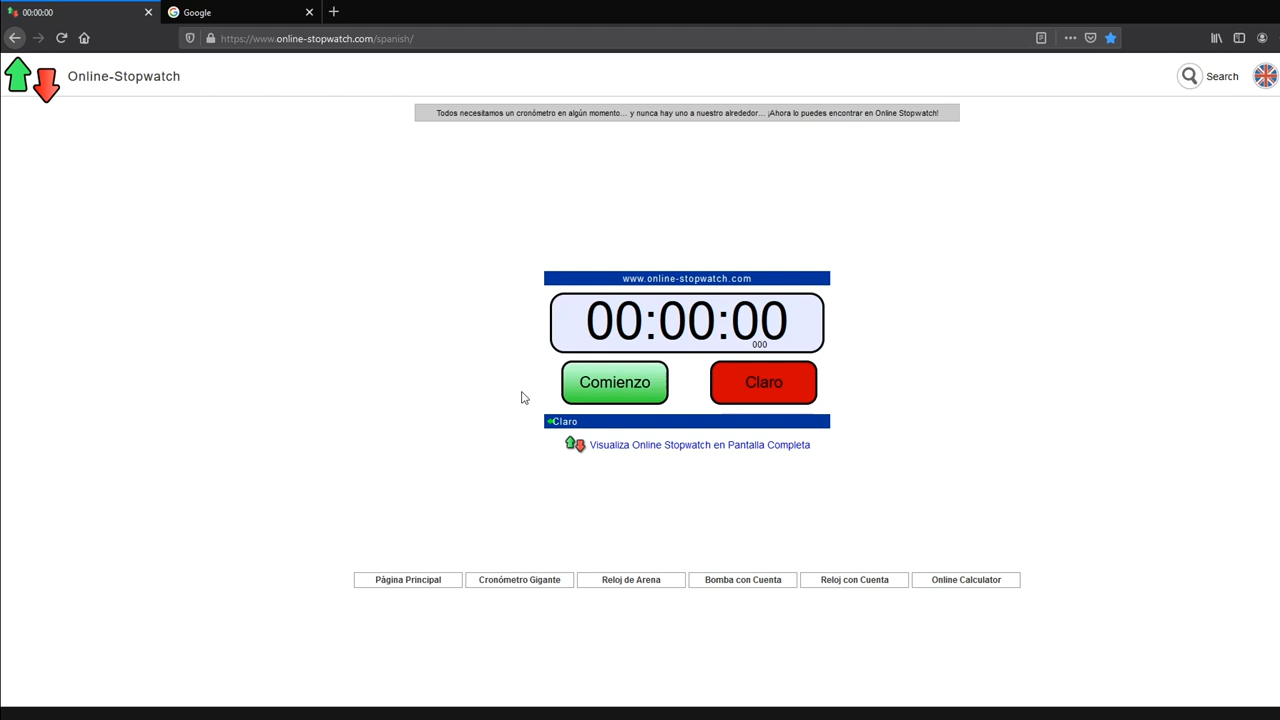 00:00:00
Google
https://www.online-stopwatch.com/spanish/
Online-Stopwatch
Search
Todos necesitamos un cronómetro en algún momento... y nunca hay uno a nuestro alrededor... ¡Ahora lo puedes encontrar en Online Stopwatch!
www.online-stopwatch.com
00:00:00
000
Comienzo
Claro
Claro
Visualiza Online Stopwatch en Pantalla Completa
Página Principal
Cronómetro Gigante
Reloj de Arena
Bomba con Cuenta
Reloj con Cuenta
Online Calculator